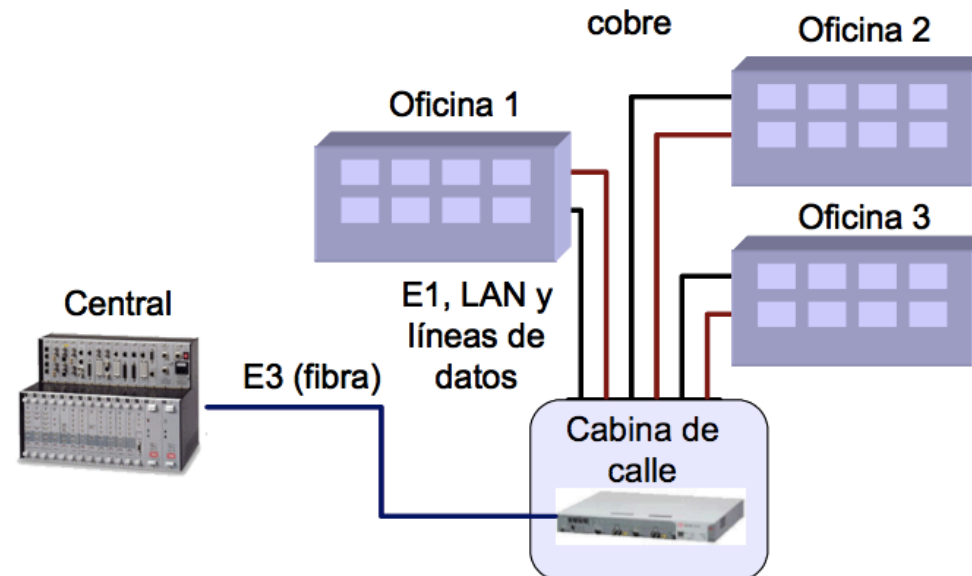 cobre
Oficina 2
Oficina 1
Oficina 3
E1, LAN y
líneas de
datos
Central
E3 (fibra)
Cabina de
calle